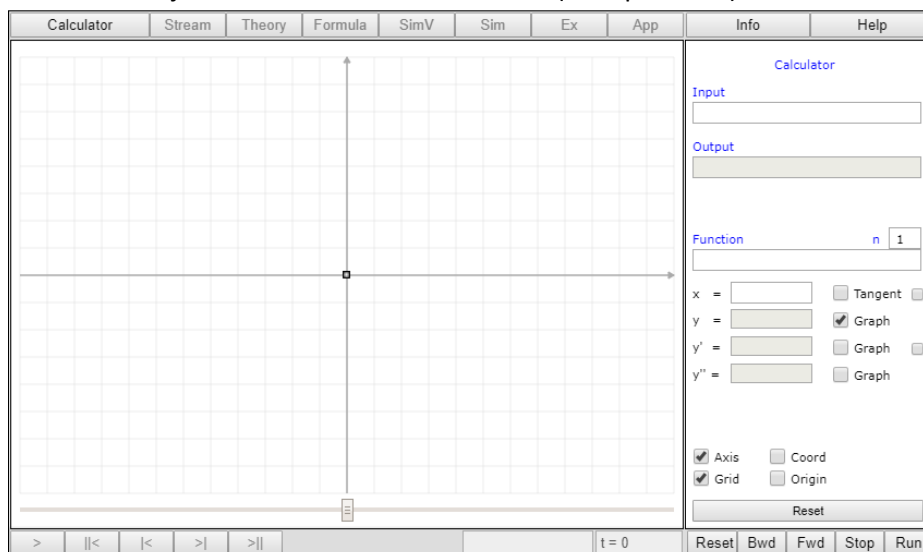 Calculator Stream Theory Formula SimV Sim Ex App Info Help
Calculator
Input
Output
Function n 1
x = Tangent
y = Graph
y' = Graph
y'' = Graph
Axis Coord
Grid Origin
Reset
> ||< |< >| >|| t = 0 Reset Bwd Fwd Stop Run